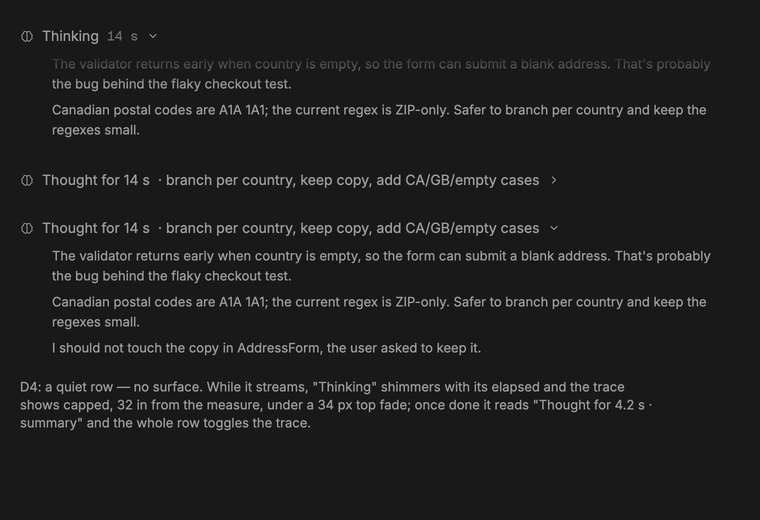 Thinking 14 s
The validator returns early when country is empty, so the form can submit a blank address. That's probably
the bug behind the flaky checkout test.
Canadian postal codes are A1A 1A1; the current regex is ZIP-only. Safer to branch per country and keep the
regexes small.
Thought for 14 s · branch per country, keep copy, add CA/GB/empty cases
Thought for 14 s · branch per country, keep copy, add CA/GB/empty cases
The validator returns early when country is empty, so the form can submit a blank address. That's probably
the bug behind the flaky checkout test.
Canadian postal codes are A1A 1A1; the current regex is ZIP-only. Safer to branch per country and keep the
regexes small.
I should not touch the copy in AddressForm, the user asked to keep it.
D4: a quiet row — no surface. While it streams, "Thinking" shimmers with its elapsed and the trace
shows capped, 32 in from the measure, under a 34 px top fade; once done it reads "Thought for 4.2 s ·
summary" and the whole row toggles the trace.